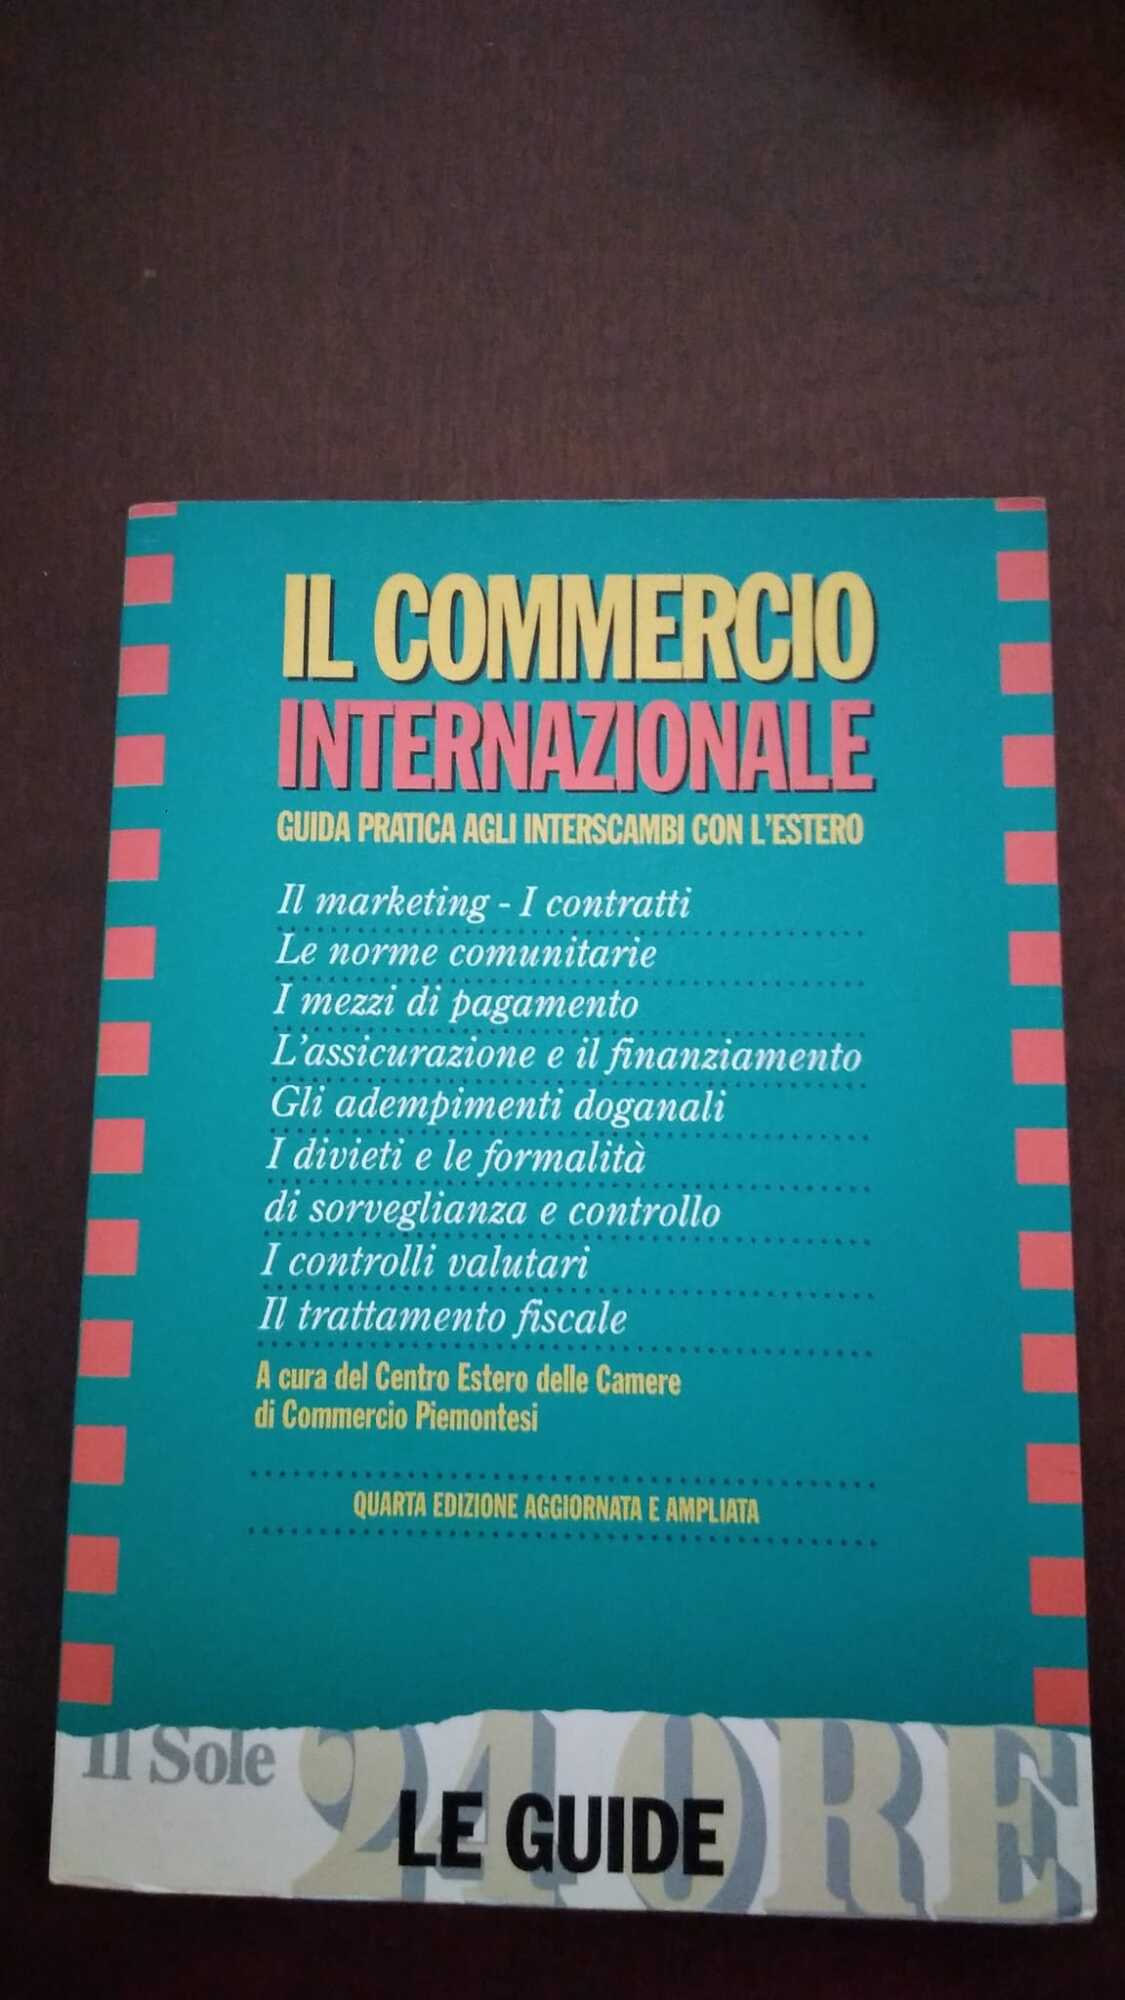 IL COMMERCIO
INTERNAZIONALE
GUIDA PRATICA AGLI INTERSCAMBI CON L'ESTERO
Il marketing - I contratti
Le norme comunitarie
I mezzi di pagamento
L'assicurazione e il finanziamento
Gli adempimenti doganali
I divieti e le formalità
di sorveglianza e controllo
I controlli valutari
Il trattamento fiscale
A cura del Centro Estero delle Camere
di Commercio Piemontesi
QUARTA EDIZIONE AGGIORNATA E AMPLIATA
Il Sole 24 ORE
LE GUIDE